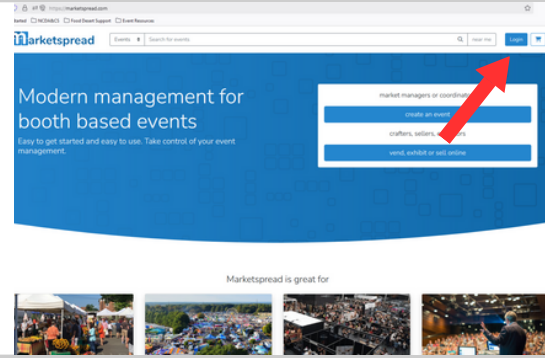 https://marketspread.com
NCDA&CS Food Desert Support Event Resources
marketspread Events Search for events near me Login
Modern management for
booth based events
Easy to get started and easy to use. Take control of your event
management.
market managers or
create an event
crafters, sellers,
vend, exhibit or sell online
Marketspread is great for